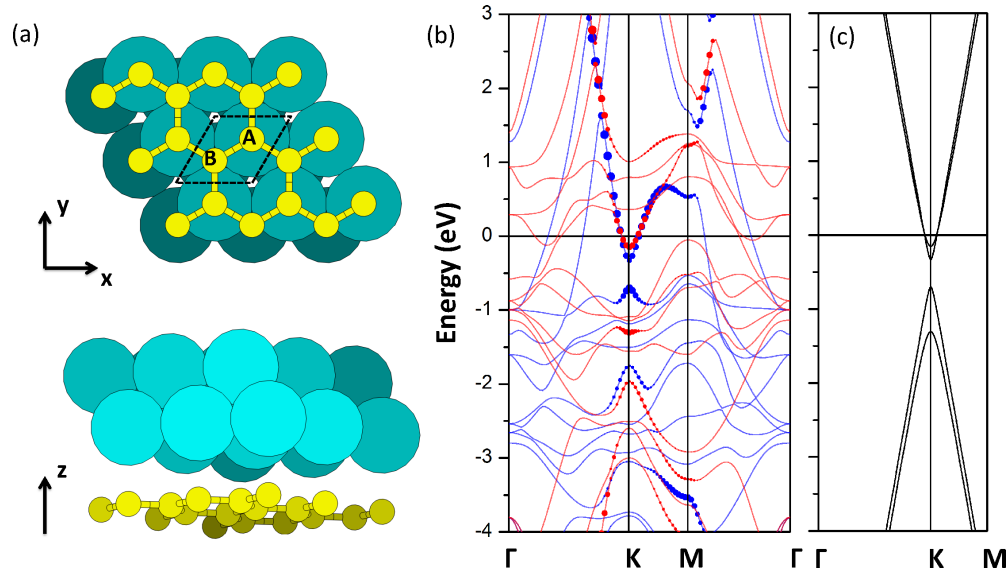 (a)
A
B
y
x
z
(b)
Energy (eV)
3
2
1
0
-1
-2
-3
-4
Γ K M Γ
(c)
Γ K M